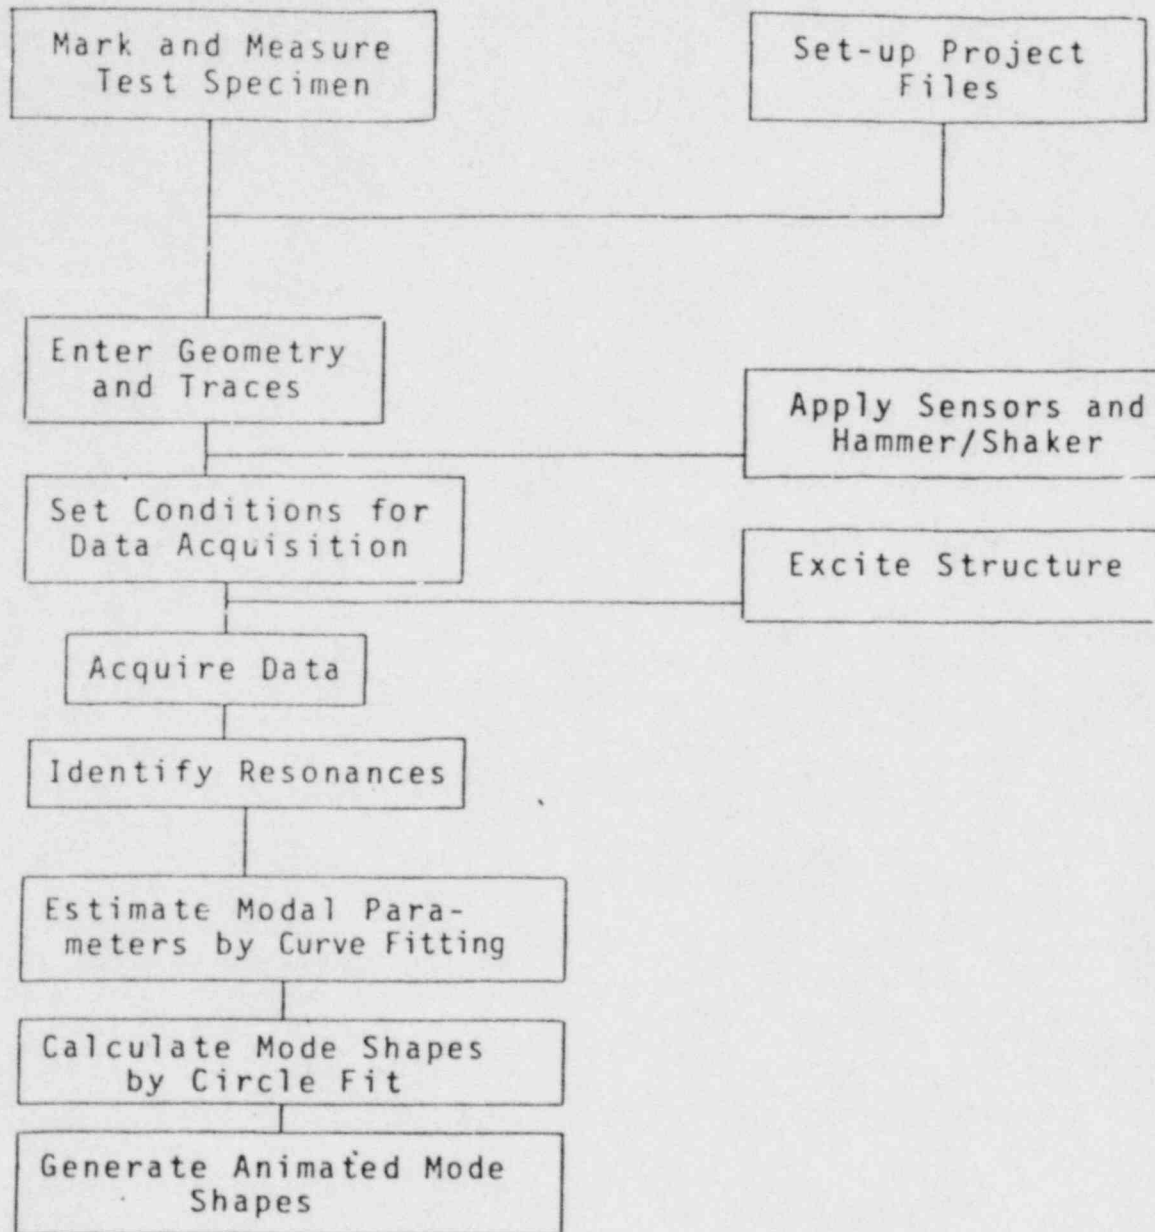 Mark and Measure
Test Specimen
Set-up Project
Files
Enter Geometry
and Traces
Apply Sensors and
Hammer/Shaker
Set Conditions for
Data Acquisition
Excite Structure
Acquire Data
Identify Resonances
Estimate Modal Para-
meters by Curve Fitting
Calculate Mode Shapes
by Circle Fit
Generate Animated Mode
Shapes